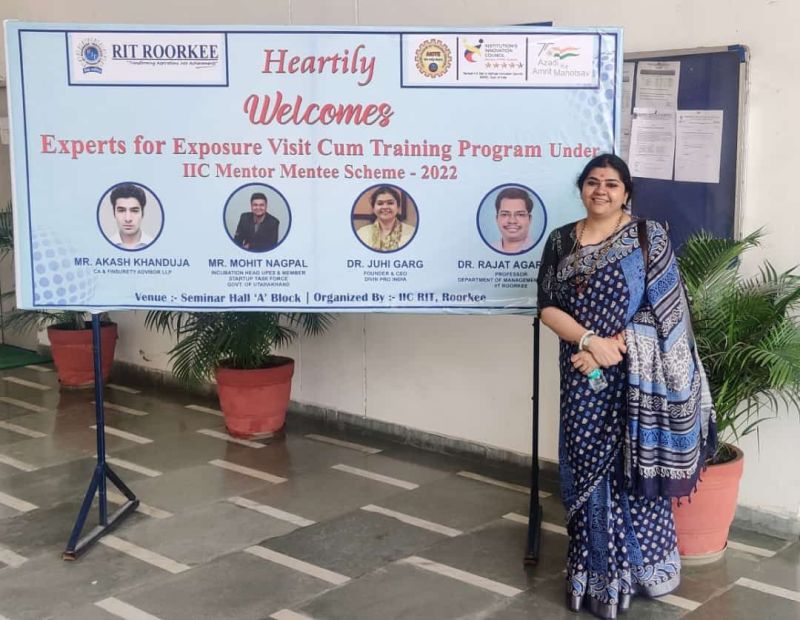 RIT ROORKEE
"Transforming Aspirations Into Achievements"
INSTITUTION'S
INNOVATION
COUNCIL
Azadi Ka
Amrit Mahotsav
Heartily
Welcomes
Experts for Exposure Visit Cum Training Program Under
IIC Mentor Mentee Scheme - 2022
MR. AKASH KHANDUJA
CA & FINSURETY ADVISOR LLP
MR. MOHIT NAGPAL
INCUBATION HEAD UPES & MEMBER
STARTUP TASK FORCE
GOVT. OF UTARAKHAND
DR. JUHI GARG
FOUNDER & CEO
DIVNI PRO INDIA
DR. RAJAT AGAR
PROFESSOR
DEPARTMENT OF MANAGEMENT
IIT ROORKEE
Venue :- Seminar Hall 'A' Block | Organized By :- IIC RIT, Roorkee